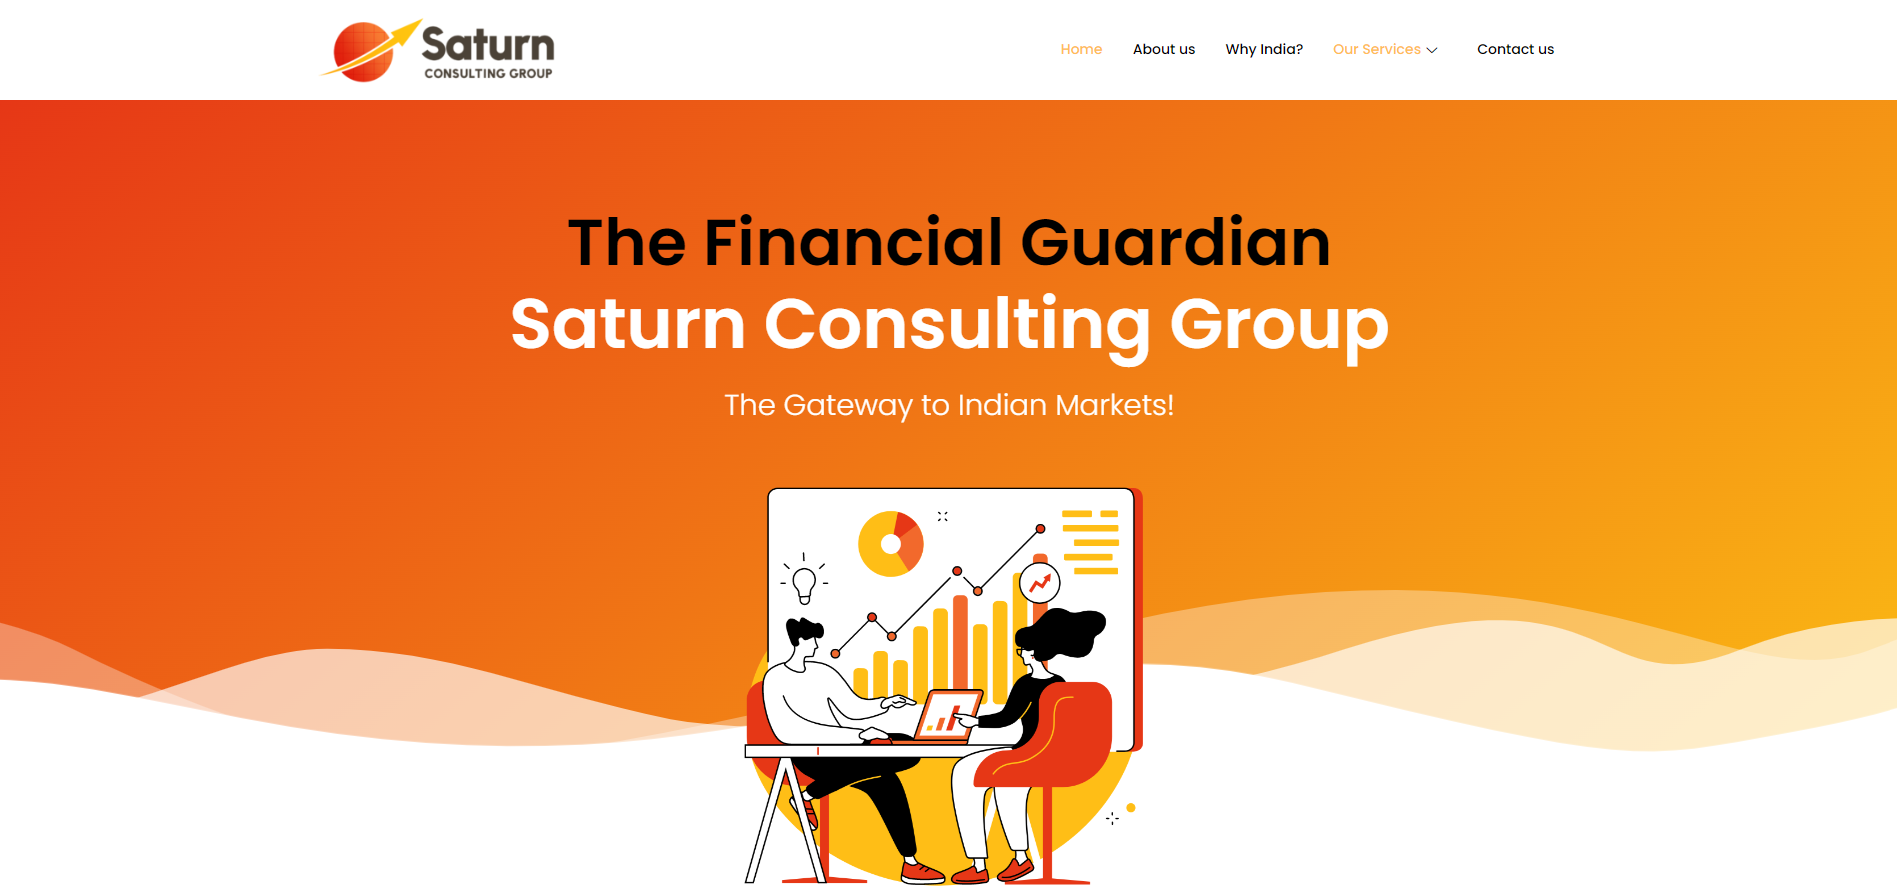 Saturn
CONSULTING GROUP
Home About us Why India? Our Services Contact us
The Financial Guardian
Saturn Consulting Group
The Gateway to Indian Markets!